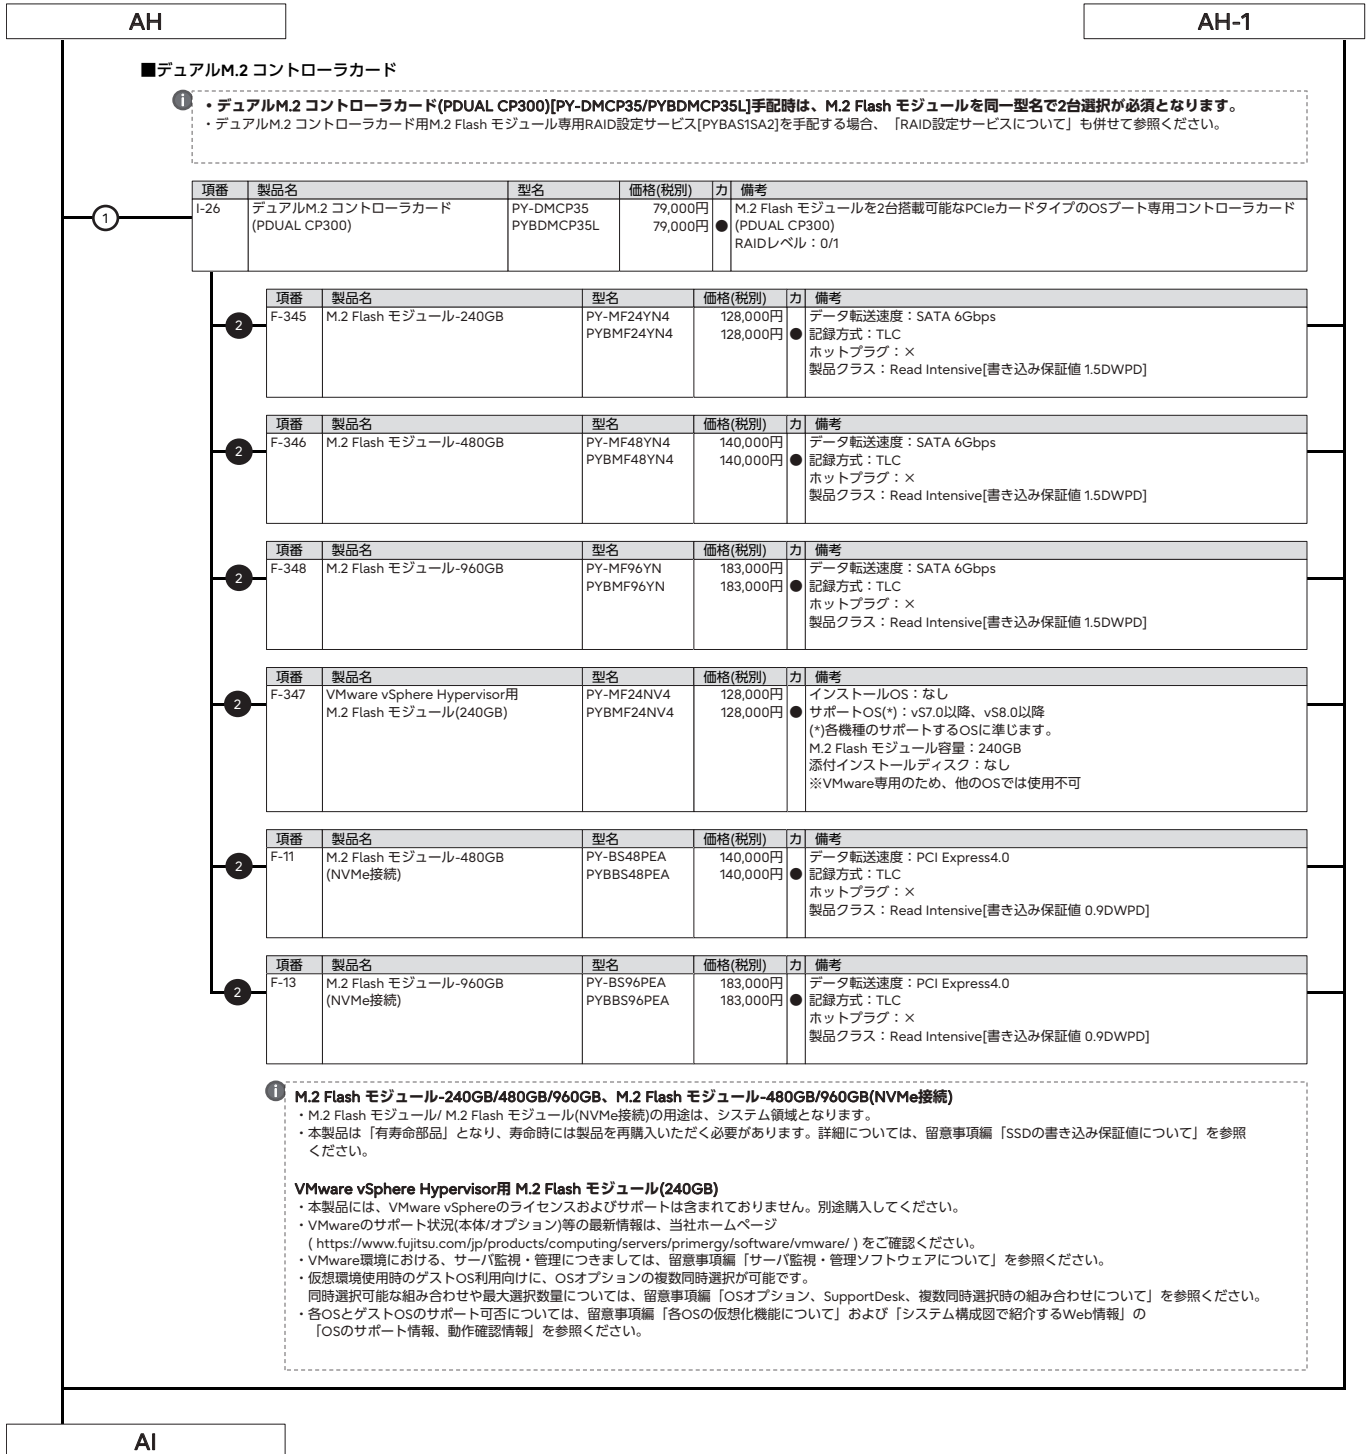 AH
AH-1
■デュアルM.2 コントローラカード
・デュアルM.2 コントローラカード(PDUAL CP300)[PY-DMCP35/PYBDMCP35L]手配時は、M.2 Flash モジュールを同一型名で2台選択が必須となります。
・デュアルM.2 コントローラカード用M.2 Flash モジュール専用RAID設定サービス[PYBAS1SA2]を手配する場合、「RAID設定サービスについて」も併せて参照ください。
1
項番 製品名 型名 価格(税別) カ 備考
I-26 デュアルM.2 コントローラカード PY-DMCP35 79,000円 M.2 Flash モジュールを2台搭載可能なPCIeカードタイプのOSブート専用コントローラカード
(PDUAL CP300) PYBDMCP35L 79,000円 ● (PDUAL CP300)
RAIDレベル：0/1
2
項番 製品名 型名 価格(税別) カ 備考
F-345 M.2 Flash モジュール-240GB PY-MF24YN4 128,000円 データ転送速度：SATA 6Gbps
PYBMF24YN4 128,000円 ● 記録方式：TLC
ホットプラグ：×
製品クラス：Read Intensive[書き込み保証値 1.5DWPD]
2
項番 製品名 型名 価格(税別) カ 備考
F-346 M.2 Flash モジュール-480GB PY-MF48YN4 140,000円 データ転送速度：SATA 6Gbps
PYBMF48YN4 140,000円 ● 記録方式：TLC
ホットプラグ：×
製品クラス：Read Intensive[書き込み保証値 1.5DWPD]
2
項番 製品名 型名 価格(税別) カ 備考
F-348 M.2 Flash モジュール-960GB PY-MF96YN 183,000円 データ転送速度：SATA 6Gbps
PYBMF96YN 183,000円 ● 記録方式：TLC
ホットプラグ：×
製品クラス：Read Intensive[書き込み保証値 1.5DWPD]
2
項番 製品名 型名 価格(税別) カ 備考
F-347 VMware vSphere Hypervisor用 PY-MF24NV4 128,000円 インストールOS：なし
M.2 Flash モジュール(240GB) PYBMF24NV4 128,000円 ● サポートOS(*)：vS7.0以降、vS8.0以降
(*)各機種のサポートするOSに準じます。
M.2 Flash モジュール容量：240GB
添付インストールディスク：なし
※VMware専用のため、他のOSでは使用不可
2
項番 製品名 型名 価格(税別) カ 備考
F-11 M.2 Flash モジュール-480GB PY-BS48PEA 140,000円 データ転送速度：PCI Express4.0
(NVMe接続) PYBBS48PEA 140,000円 ● 記録方式：TLC
ホットプラグ：×
製品クラス：Read Intensive[書き込み保証値 0.9DWPD]
2
項番 製品名 型名 価格(税別) カ 備考
F-13 M.2 Flash モジュール-960GB PY-BS96PEA 183,000円 データ転送速度：PCI Express4.0
(NVMe接続) PYBBS96PEA 183,000円 ● 記録方式：TLC
ホットプラグ：×
製品クラス：Read Intensive[書き込み保証値 0.9DWPD]
M.2 Flash モジュール-240GB/480GB/960GB、M.2 Flash モジュール-480GB/960GB(NVMe接続)
・M.2 Flash モジュール/ M.2 Flash モジュール(NVMe接続)の用途は、システム領域となります。
・本製品は「有寿命部品」となり、寿命時には製品を再購入いただく必要があります。詳細については、留意事項編「SSDの書き込み保証値について」を参照
ください。
VMware vSphere Hypervisor用 M.2 Flash モジュール(240GB)
・本製品には、VMware vSphereのライセンスおよびサポートは含まれておりません。別途購入してください。
・VMwareのサポート状況(本体/オプション)等の最新情報は、当社ホームページ
( https://www.fujitsu.com/jp/products/computing/servers/primergy/software/vmware/ ) をご確認ください。
・VMware環境における、サーバ監視・管理につきましては、留意事項編「サーバ監視・管理ソフトウェアについて」を参照ください。
・仮想環境使用時のゲストOS利用向けに、OSオプションの複数同時選択が可能です。
同時選択可能な組み合わせや最大選択数量については、留意事項編「OSオプション、SupportDesk、複数同時選択時の組み合わせについて」を参照ください。
・各OSとゲストOSのサポート可否については、留意事項編「各OSの仮想化機能について」および「システム構成図で紹介するWeb情報」の
「OSのサポート情報、動作確認情報」を参照ください。
AI